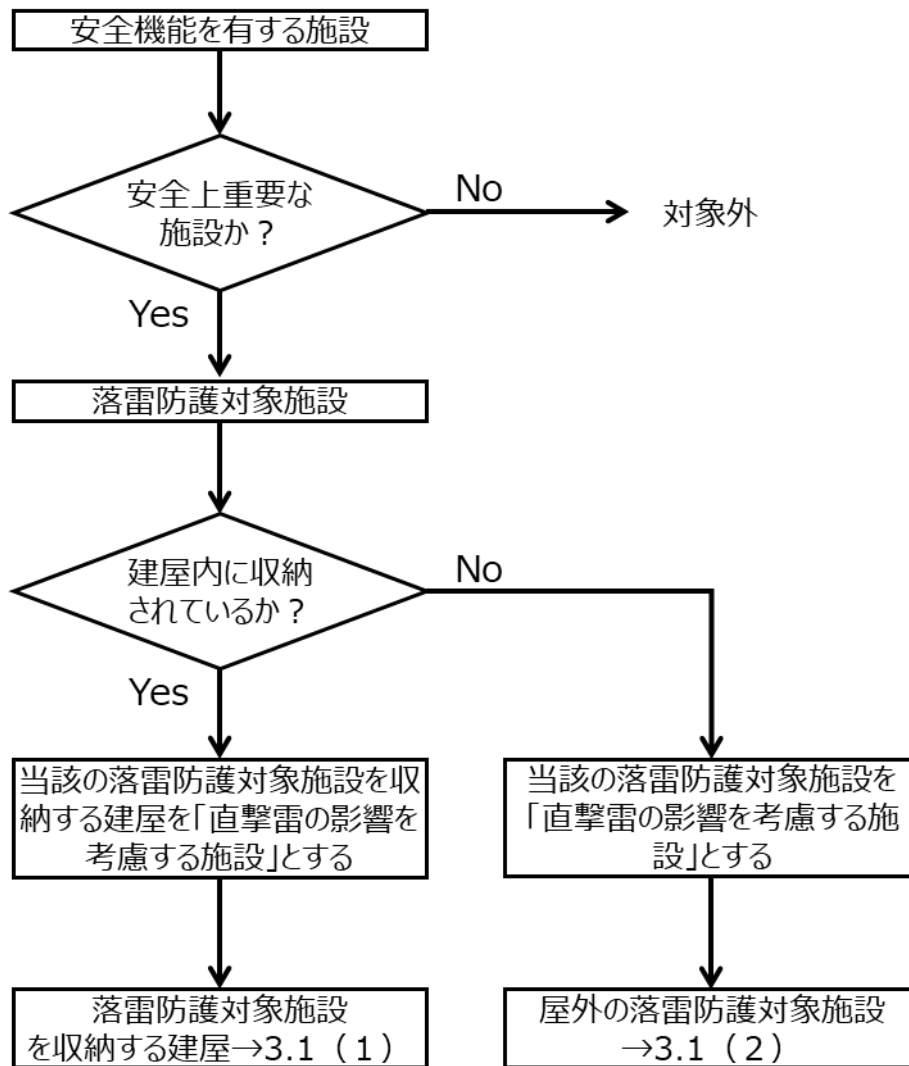 安全機能を有する施設
安全上重要な
施設か？
No
対象外
Yes
落雷防護対象施設
建屋内に収納
されているか？
No
Yes
当該の落雷防護対象施設を収
納する建屋を「直撃雷の影響を
考慮する施設」とする
当該の落雷防護対象施設を
「直撃雷の影響を考慮する施
設」とする
落雷防護対象施設
を収納する建屋→3.1（1）
屋外の落雷防護対象施設
→3.1（2）